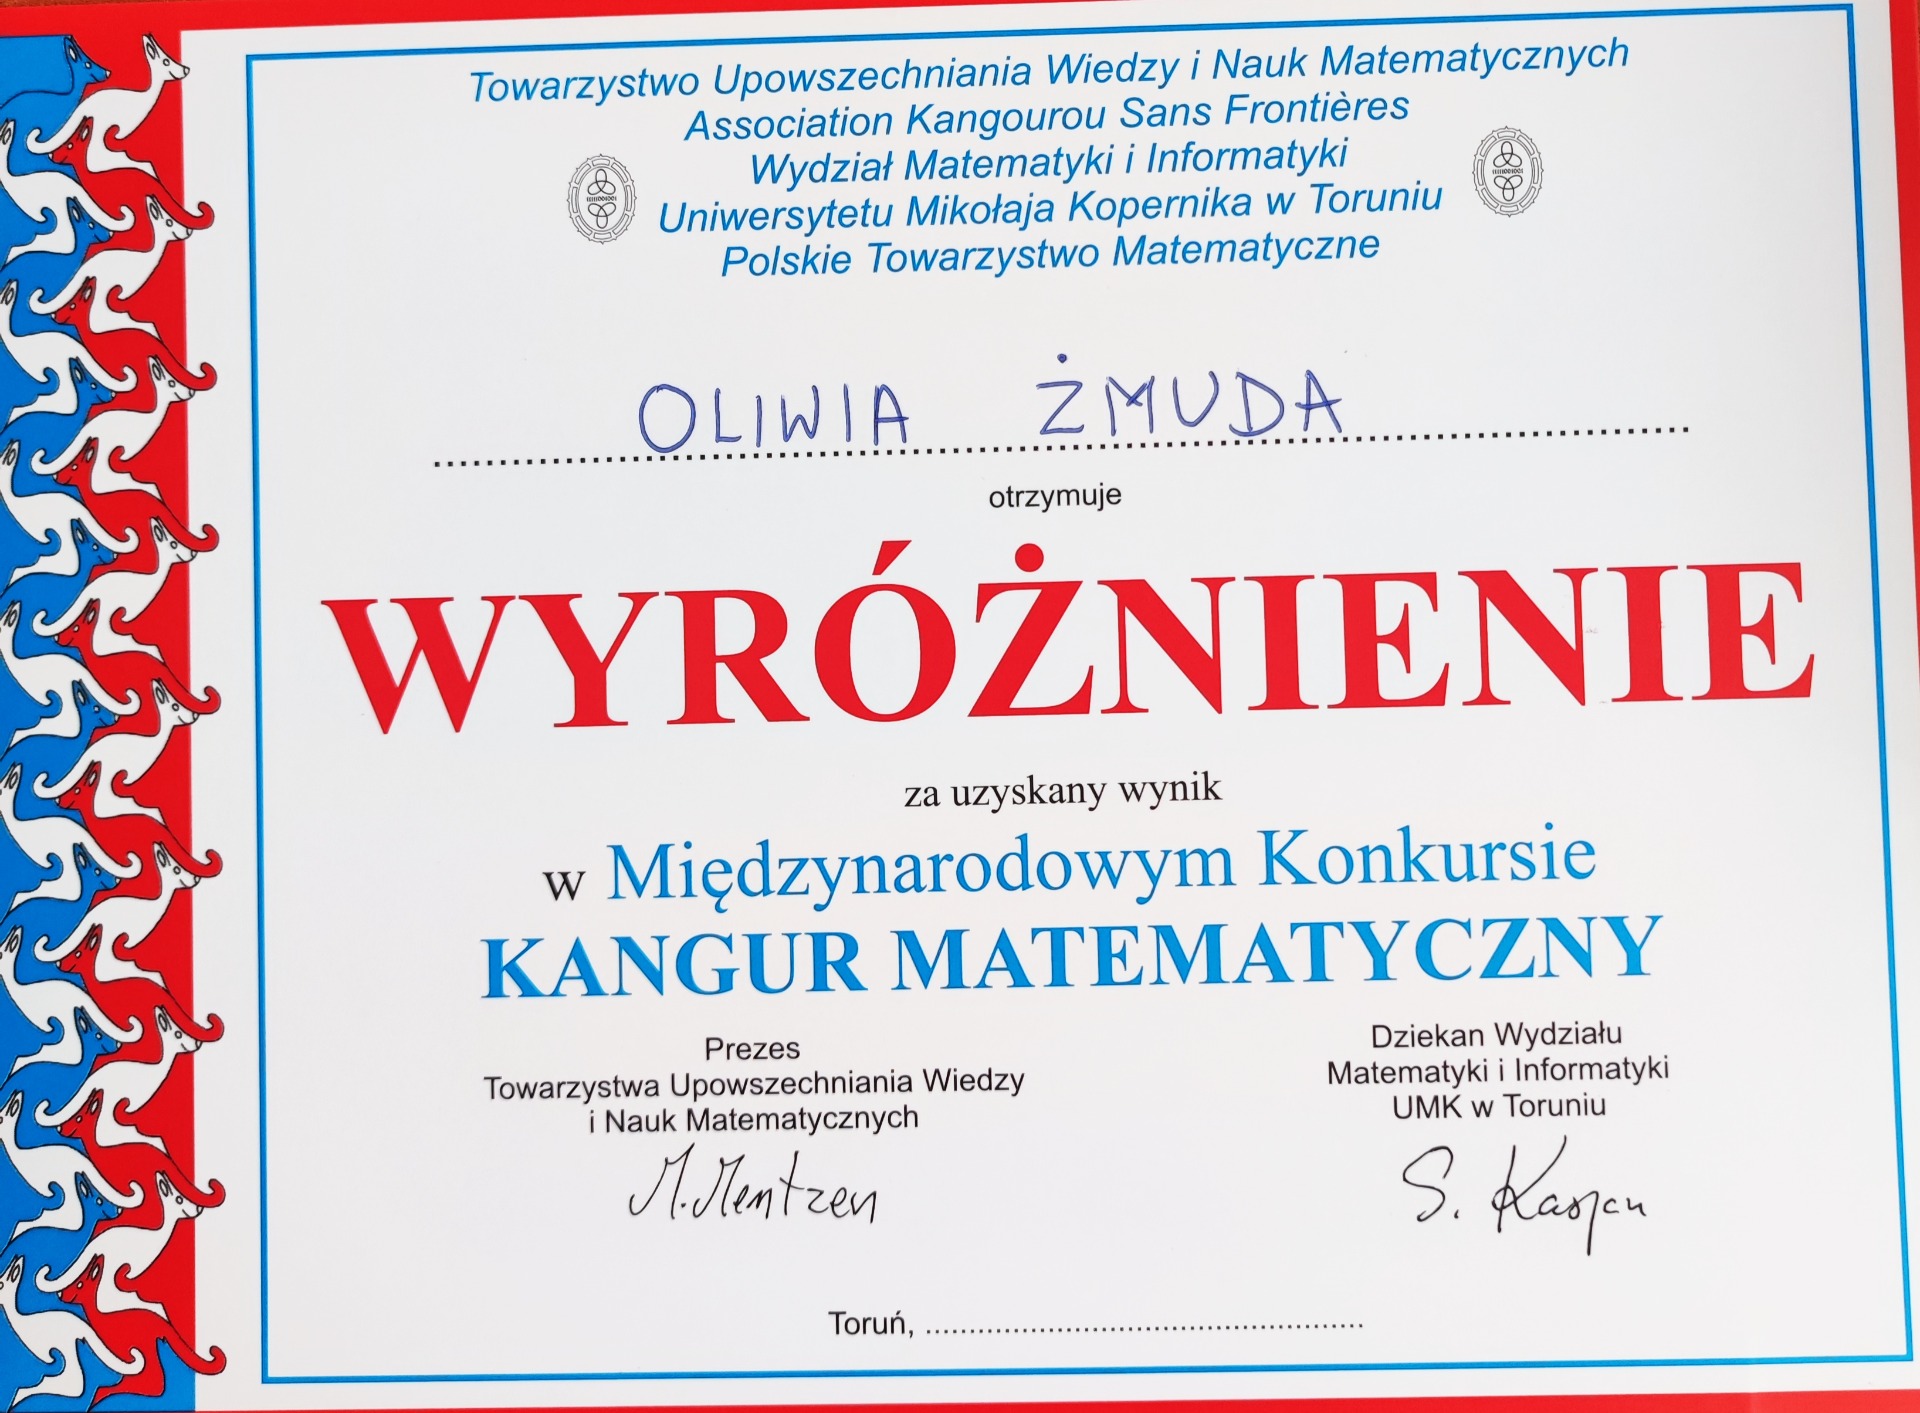 Towarzystwo Upowszechniania Wiedzy i Nauk Matematycznych
Association Kangourou Sans Frontières
Wydział Matematyki i Informatyki
Uniwersytetu Mikołaja Kopernika w Toruniu
Polskie Towarzystwo Matematyczne
OLIWIA ŻMUDA
otrzymuje
WYRÓŻNIENIE
za uzyskany wynik
w Międzynarodowym Konkursie
KANGUR MATEMATYCZNY
Prezes
Towarzystwa Upowszechniania Wiedzy
i Nauk Matematycznych
M. Mentzen
Dziekan Wydziału
Matematyki i Informatyki
UMK w Toruniu
S. Kasjan
Toruń,